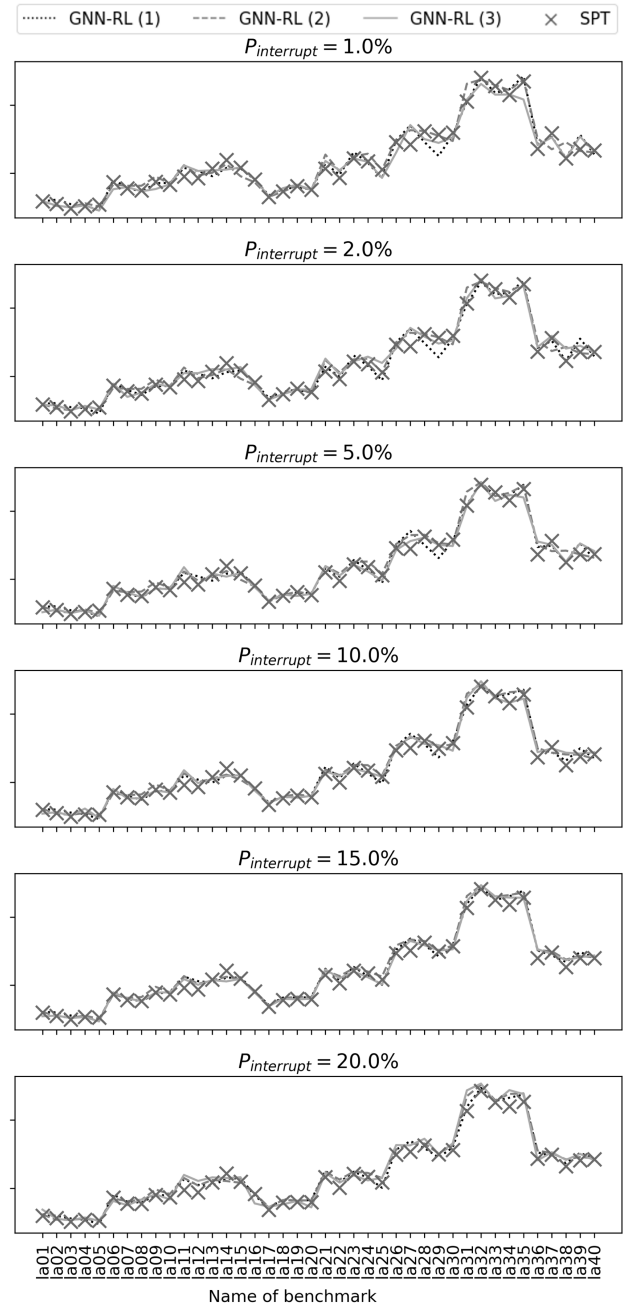 GNN-RL (1) GNN-RL (2) GNN-RL (3) SPT
P_interrupt = 1.0%
P_interrupt = 2.0%
P_interrupt = 5.0%
P_interrupt = 10.0%
P_interrupt = 15.0%
P_interrupt = 20.0%
la01 la02 la03 la04 la05 la06 la07 la08 la09 la10 la11 la12 la13 la14 la15 la16 la17 la18 la19 la20 la21 la22 la23 la24 la25 la26 la27 la28 la29 la30 la31 la32 la33 la34 la35 la36 la37 la38 la39 la40
Name of benchmark